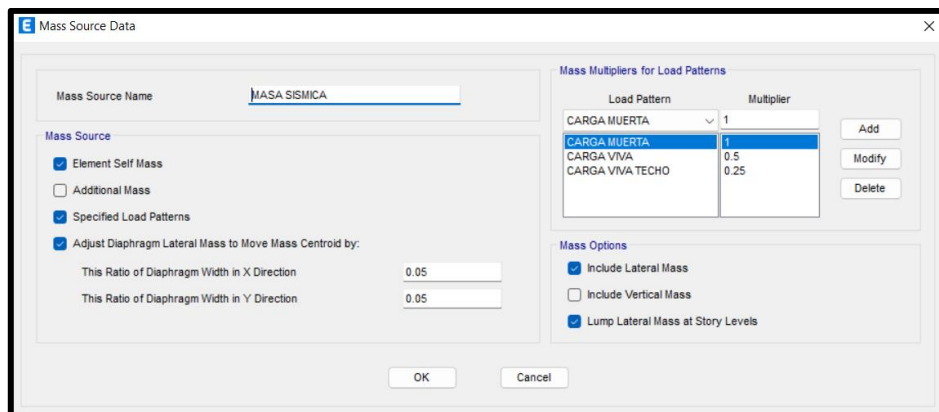 E Mass Source Data
Mass Source Name MASA SISMICA
Mass Source
Element Self Mass
Additional Mass
Specified Load Patterns
Adjust Diaphragm Lateral Mass to Move Mass Centroid by:
This Ratio of Diaphragm Width in X Direction 0.05
This Ratio of Diaphragm Width in Y Direction 0.05
Mass Multipliers for Load Patterns
Load Pattern Multiplier
CARGA MUERTA 1
CARGA MUERTA 1
CARGA VIVA 0.5
CARGA VIVA TECHO 0.25
Add
Modify
Delete
Mass Options
Include Lateral Mass
Include Vertical Mass
Lump Lateral Mass at Story Levels
OK Cancel